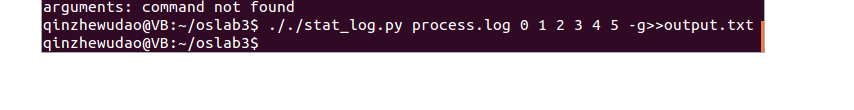 arguments: command not found
qinzhewudao@VB:~/oslab3$ ././stat_log.py process.log 0 1 2 3 4 5 -g>>output.txt
qinzhewudao@VB:~/oslab3$